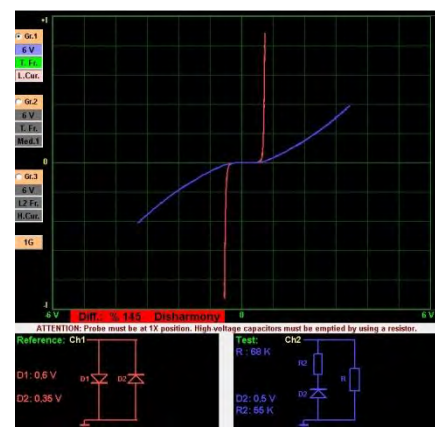 +1
Gr.1
6 V
T. Fr.
L.Cur.
Gr.2
6 V
T. Fr.
Med.1
0
Gr.3
6 V
L2 Fr.
H.Cur.
1G
-1
6 V
Diff.: % 145 Disharmony
0
6 V
ATTENTION: Probe must be at 1X position. High-voltage capacitors must be emptied by using a resistor.
Reference: Ch1
D1
D2
D1: 0,6 V
D2: 0.35 V
Test: Ch2
R : 68 K
R2
D2
R
D2: 0.5 V
R2: 55 K